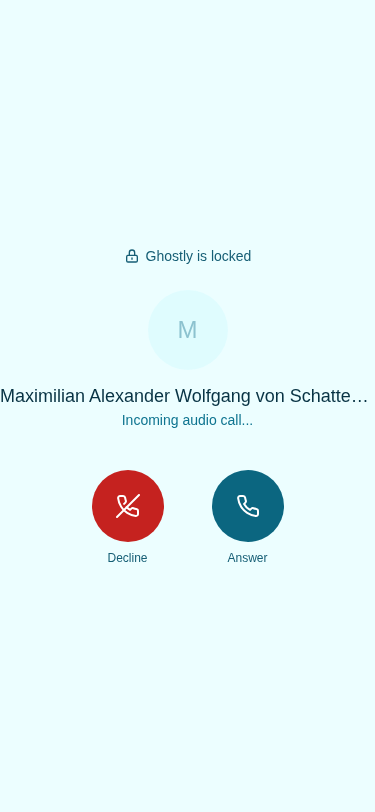 Ghostly is locked
M
Maximilian Alexander Wolfgang von Schatte…
Incoming audio call...
Decline
Answer